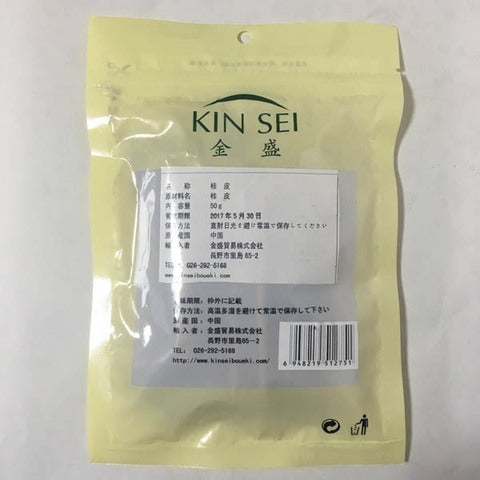 KIN SEI
金盛
名 称 桂 皮
原材料名 桂 皮
内 容量 50g
賞味期限 2017年5月30日
保存方法 直射日光を避け常温で保存してください
原産国 中国
輸入者 金盛貿易株式会社
長野市里島85-2
TEL: 026-292-5168
www.kinseiboueki.com
賞味期限: 枠外に記載
保存方法: 高温多湿を避けて常温で保存して下さい
原産国: 中国
輸入者: 金盛貿易株式会社
長野市里島85-2
TEL: 026-292-5168
http://www.kinseiboueki.com
6 948219 512751